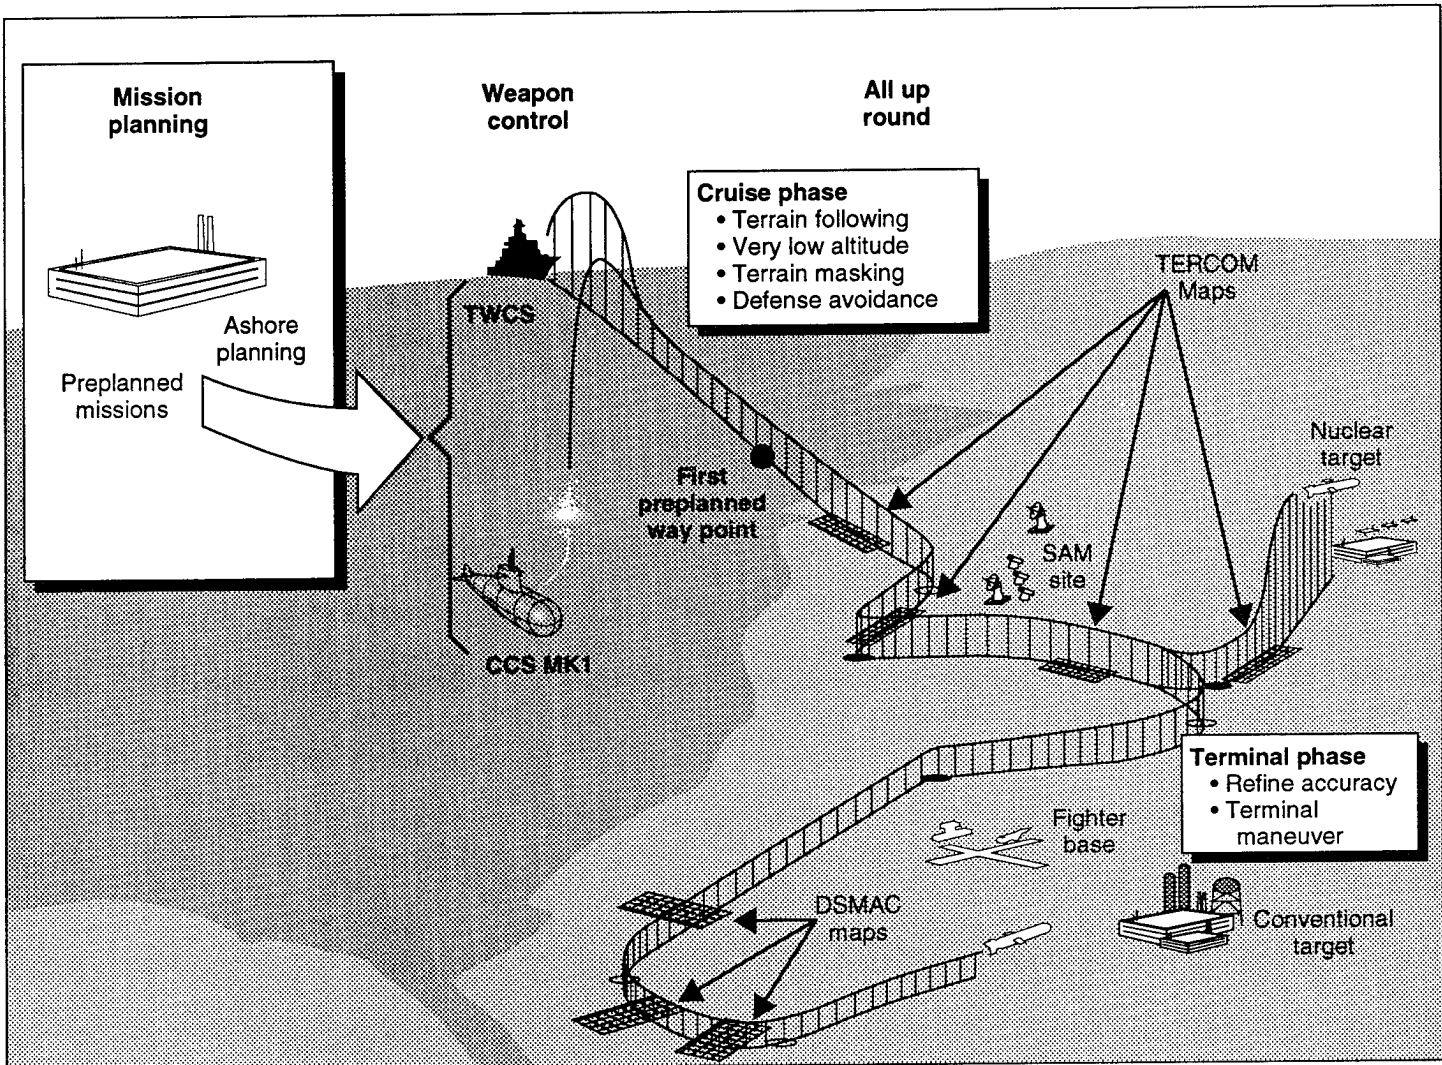 Mission
planning
Weapon
control
All up
round
Cruise phase
• Terrain following
• Very low altitude
• Terrain masking
• Defense avoidance
TERCOM
Maps
TWCS
Ashore
planning
Preplanned
missions
First
preplanned
way point
Nuclear
target
SAM
site
CCS MK1
Terminal phase
• Refine accuracy
• Terminal
maneuver
Fighter
base
DSMAC
maps
Conventional
target